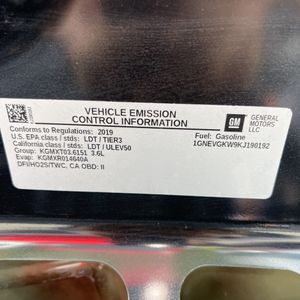 VEHICLE EMISSION
CONTROL INFORMATION
GM
GENERAL
MOTORS
LLC
Conforms to Regulations: 2019
U.S. EPA class / stds: LDT / TIER3
California class / stds: LDT / ULEV50
Group: KGMXT03.6151 3.6L
Evap: KGMXR014640A
DFI/HO2S/TWC, CA OBD: II
Fuel: Gasoline
1GNEVGKW9KJ190192